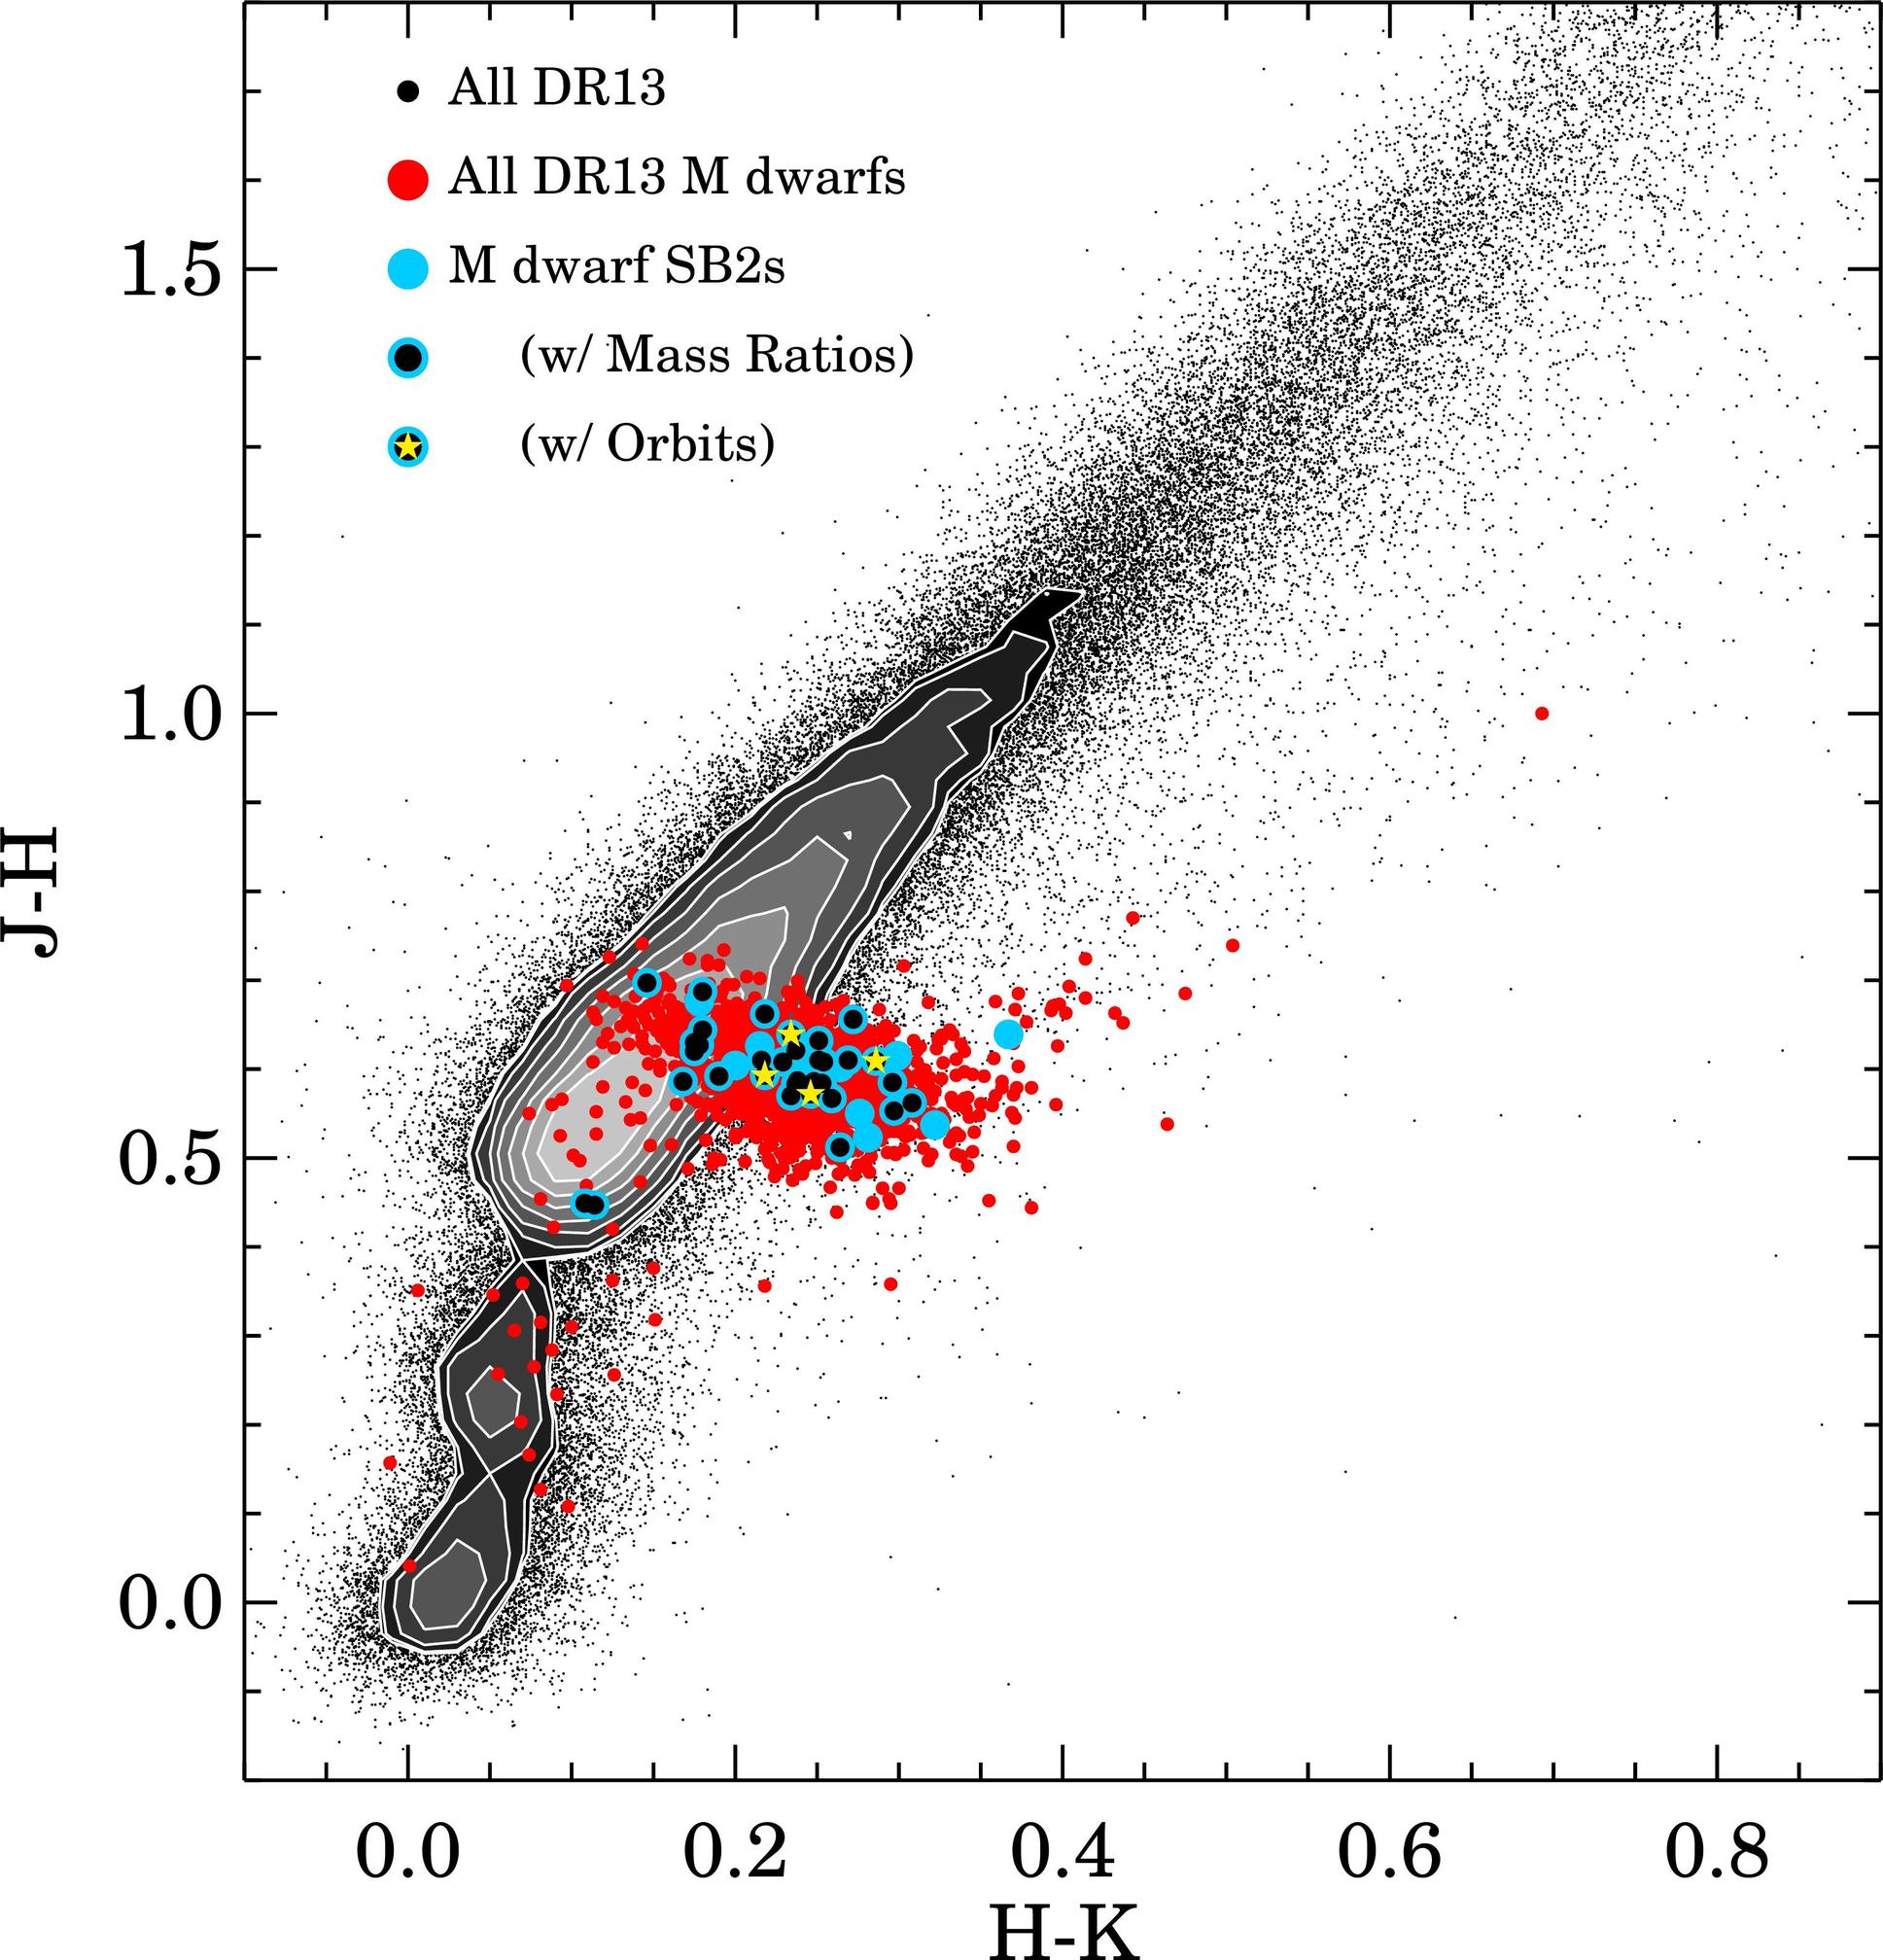 All DR13
All DR13 M dwarfs
M dwarf SB2s
(w/ Mass Ratios)
(w/ Orbits)
1.5
1.0
0.5
0.0
J-H
0.0 0.2 0.4 0.6 0.8
H-K